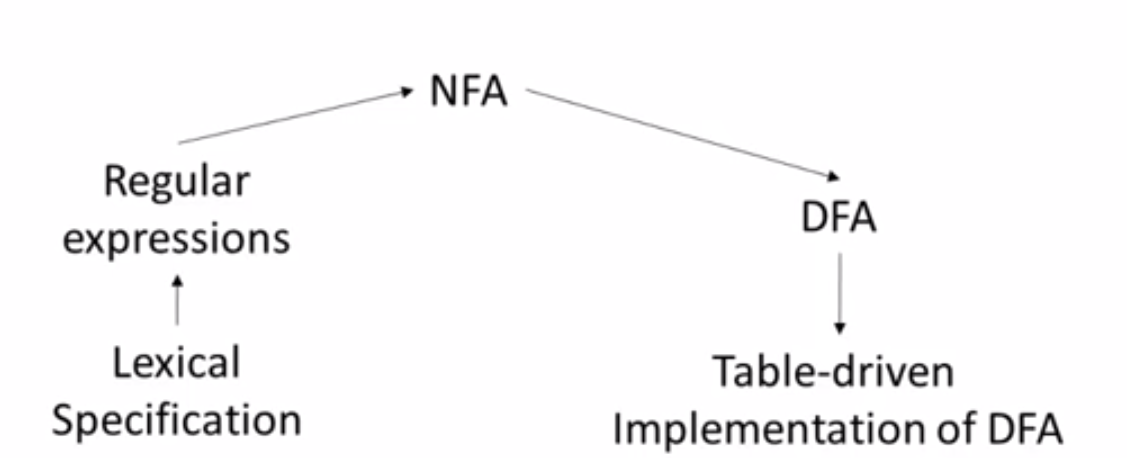 NFA
Regular
expressions
DFA
Lexical
Specification
Table-driven
Implementation of DFA